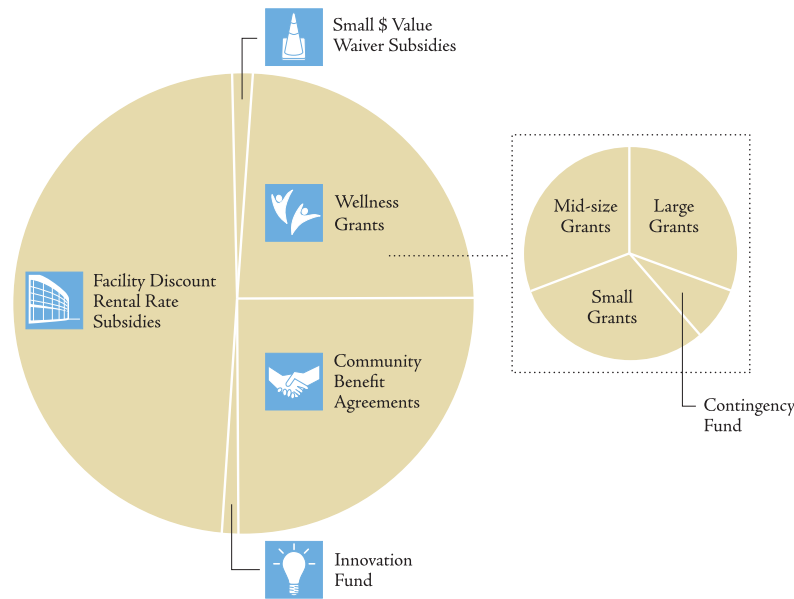 Small $ Value
Waiver Subsidies
Wellness
Grants
Facility Discount
Rental Rate
Subsidies
Community
Benefit
Agreements
Innovation
Fund
Mid-size
Grants
Large
Grants
Small
Grants
Contingency
Fund